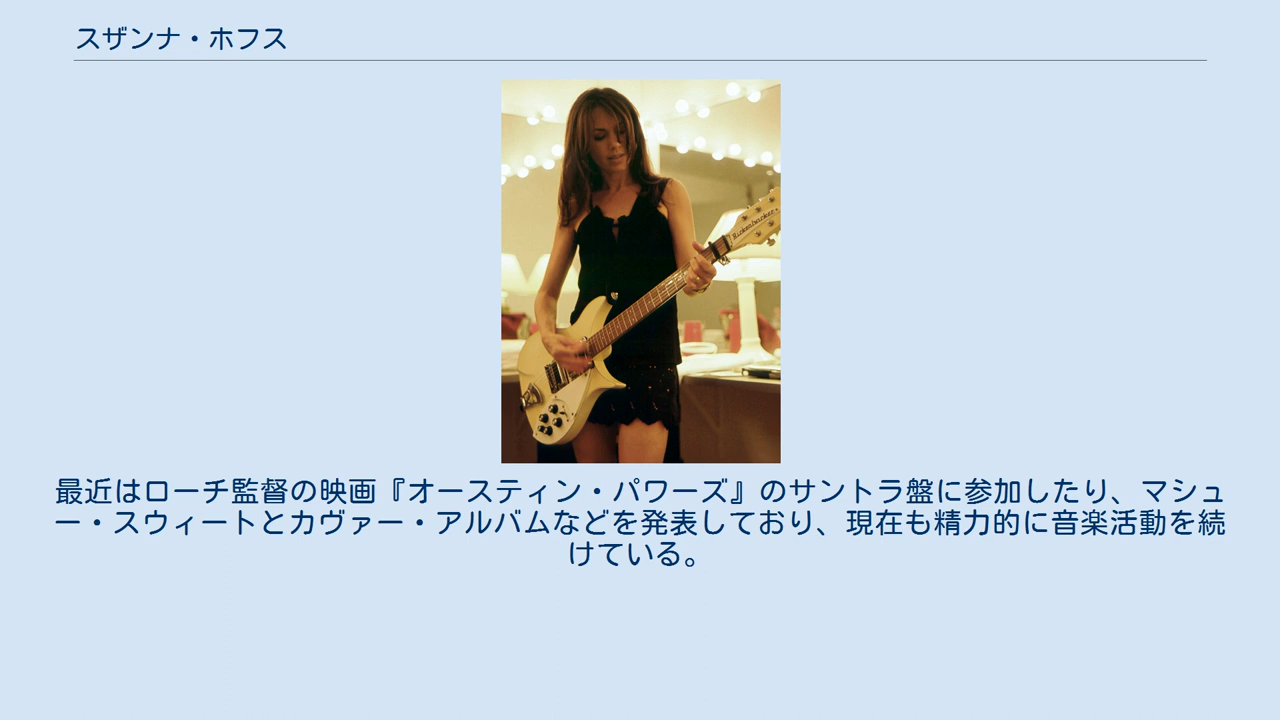 スザンナ・ホフス
Rickenbacker
最近はローチ監督の映画『オースティン・パワーズ』のサントラ盤に参加したり、マシュ
ー・スウィートとカヴァー・アルバムなどを発表しており、現在も精力的に音楽活動を続
けている。